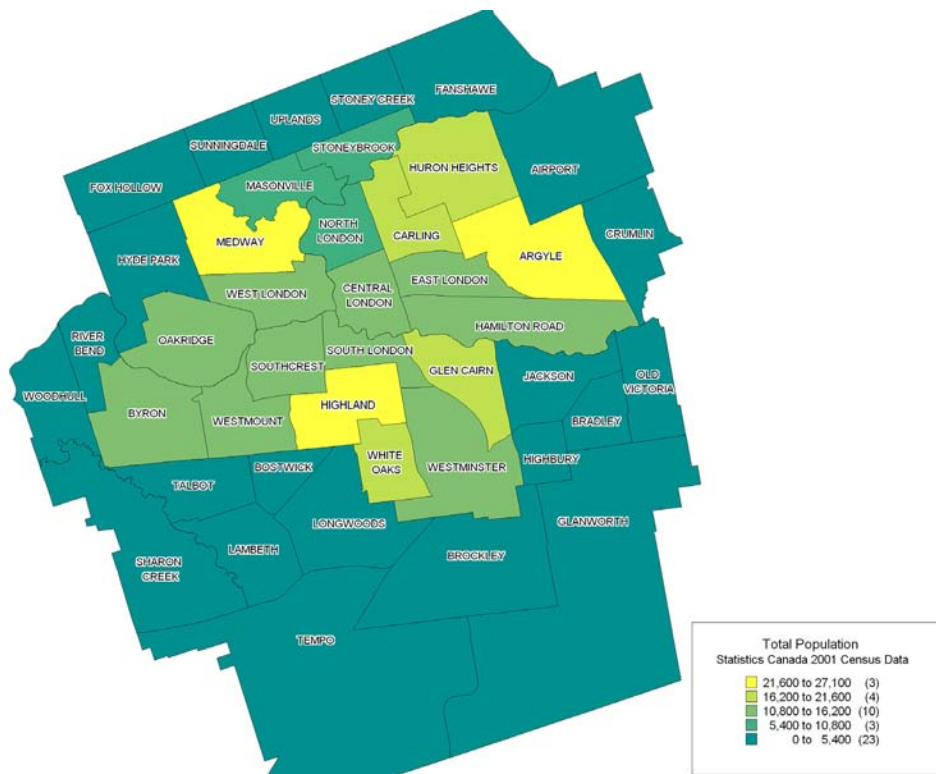 FANSHAWE
STONEY CREEK
UPLANDS
SUNNINGDALE
STONEYBROOK
HURON HEIGHTS
AIRPORT
FOX HOLLOW
MASONVILLE
NORTH
LONDON
CARLING
MEDWAY
CRUMLIN
HYDE PARK
ARGYLE
EAST LONDON
WEST LONDON
CENTRAL
LONDON
HAMILTON ROAD
RIVER
BEND
OAKRIDGE
SOUTH LONDON
SOUTHCREST
GLEN CAIRN
JACKSON
OLD
VICTORIA
WOODHULL
BYRON
HIGHLAND
WESTMOUNT
BRADLEY
WHITE
OAKS
WESTMINSTER
HIGHBURY
BOSTWICK
TALBOT
LONGWOODS
GLANWORTH
LAMBETH
BROCKLEY
SHARON
CREEK
TEMPO
Total Population
Statistics Canada 2001 Census Data
21,600 to 27,100 (3)
16,200 to 21,600 (4)
10,800 to 16,200 (10)
5,400 to 10,800 (3)
0 to 5,400 (23)